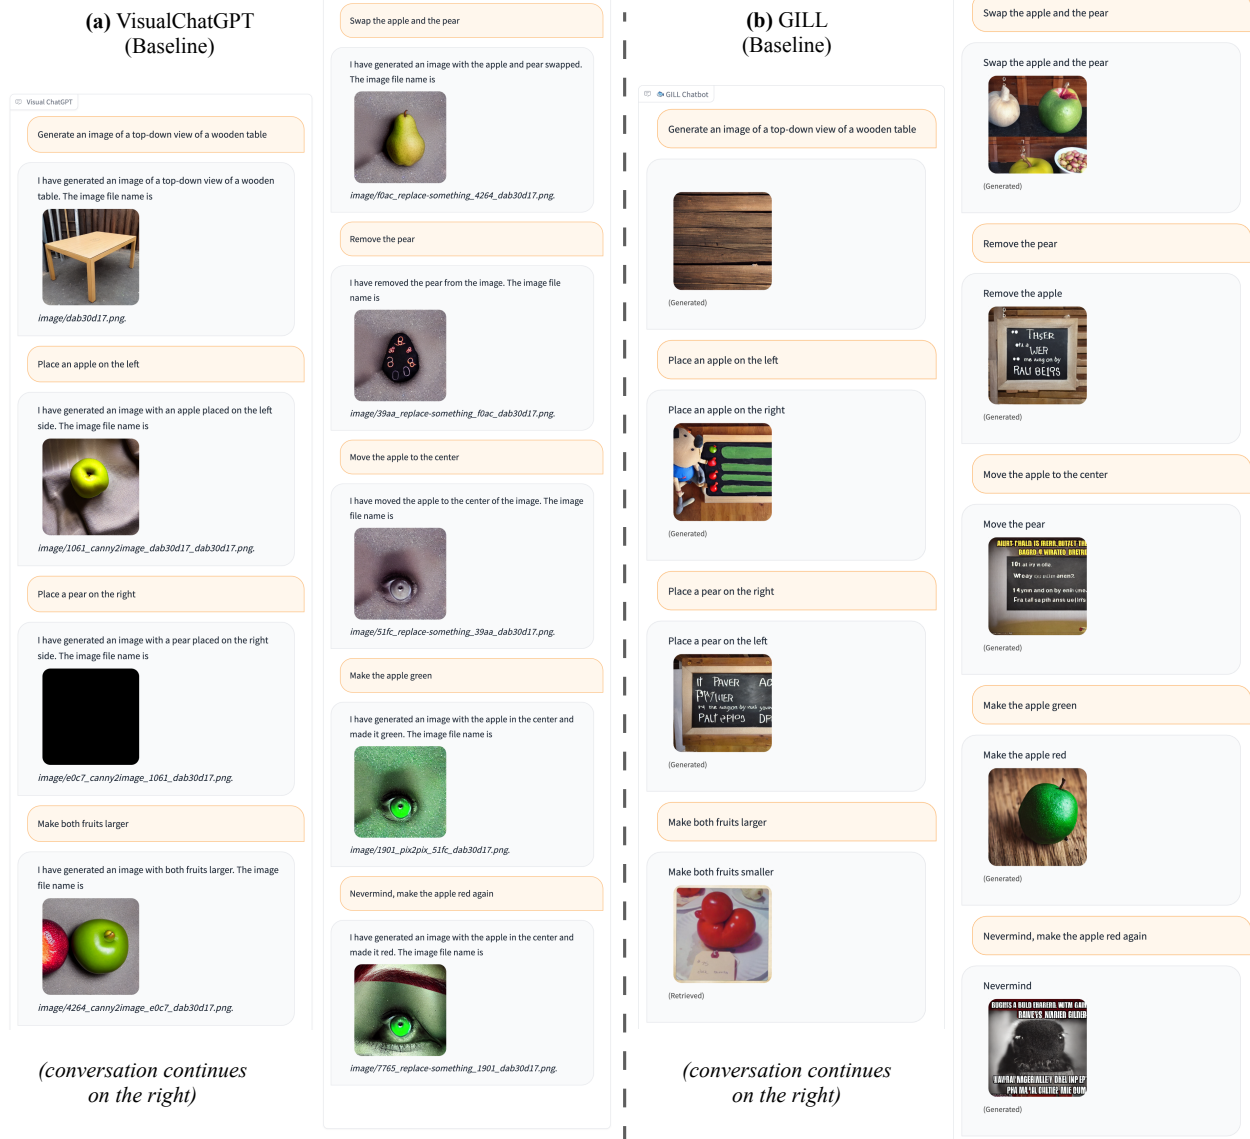 (a) VisualChatGPT
(Baseline)
Visual ChatGPT
Generate an image of a top-down view of a wooden table
I have generated an image of a top-down view of a wooden
table. The image file name is
image/dab30d17.png.
Place an apple on the left
I have generated an image with an apple placed on the left
side. The image file name is
image/1061_canny2image_dab30d17_dab30d17.png.
Place a pear on the right
I have generated an image with a pear placed on the right
side. The image file name is
image/e0c7_canny2image_1061_dab30d17.png.
Make both fruits larger
I have generated an image with both fruits larger. The image
file name is
image/4264_canny2image_e0c7_dab30d17.png.
(conversation continues
on the right)
Swap the apple and the pear
I have generated an image with the apple and pear swapped.
The image file name is
image/f0ac_replace-something_4264_dab30d17.png.
Remove the pear
I have removed the pear from the image. The image file
name is
image/39aa_replace-something_f0ac_dab30d17.png.
Move the apple to the center
I have moved the apple to the center of the image. The image
file name is
image/51fc_replace-something_39aa_dab30d17.png.
Make the apple green
I have generated an image with the apple in the center and
made it green. The image file name is
image/1901_pix2pix_51fc_dab30d17.png.
Nevermind, make the apple red again
I have generated an image with the apple in the center and
made it red. The image file name is
image/7765_replace-something_1901_dab30d17.png.
(b) GILL
(Baseline)
GILL Chatbot
Generate an image of a top-down view of a wooden table
(Generated)
Place an apple on the left
Place an apple on the right
(Generated)
Place a pear on the right
Place a pear on the left
(Generated)
Make both fruits larger
Make both fruits smaller
(Retrieved)
(conversation continues
on the right)
Swap the apple and the pear
Swap the apple and the pear
(Generated)
Remove the pear
Remove the apple
(Generated)
Move the apple to the center
Move the pear
(Generated)
Make the apple green
Make the apple red
(Generated)
Nevermind, make the apple red again
Nevermind
(Generated)